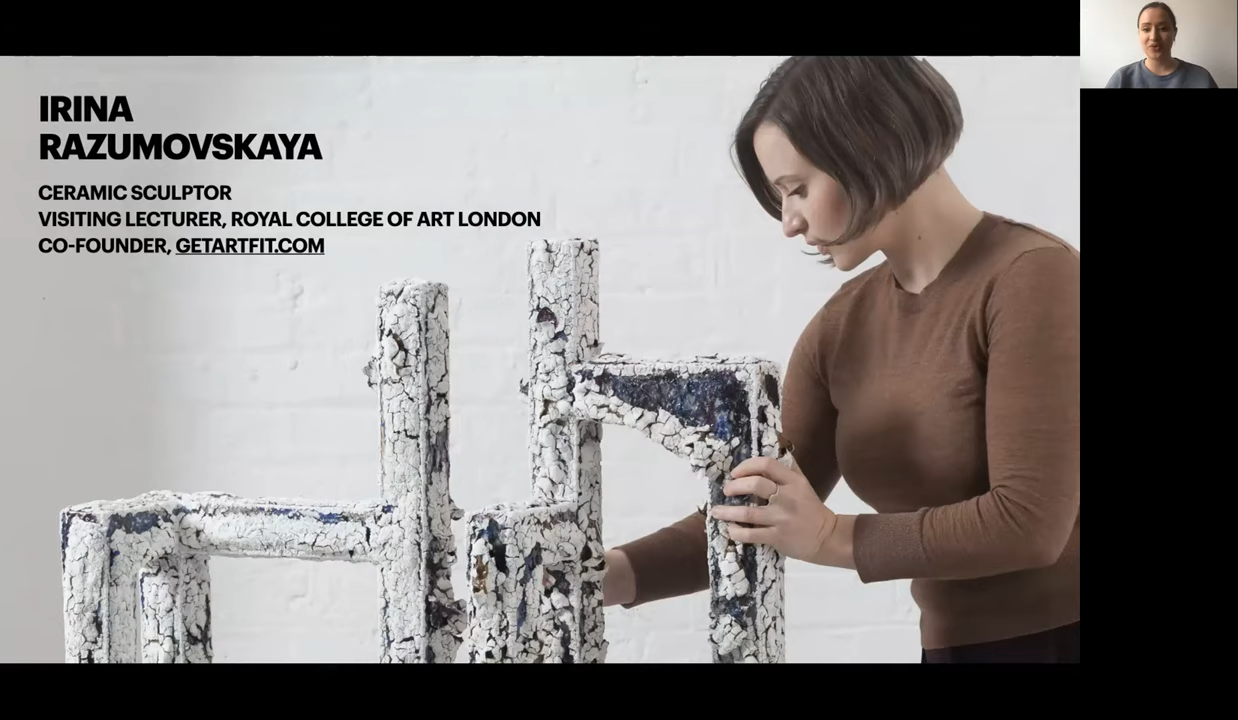 IRINA
RAZUMOVSKAYA
CERAMIC SCULPTOR
VISITING LECTURER, ROYAL COLLEGE OF ART LONDON
CO-FOUNDER, GETARTFIT.COM